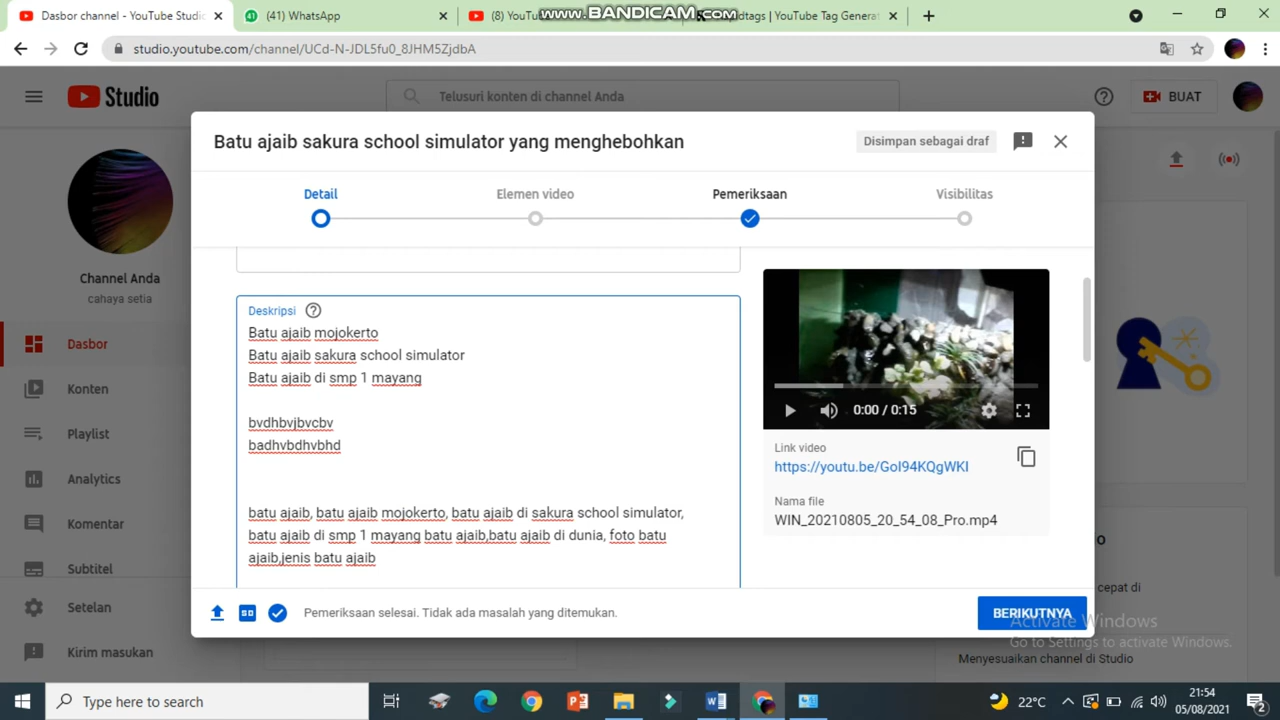 Dasbor channel - YouTube Studio
(41) WhatsApp
(8) YouTu
www.BANDICAM.com
dtags | YouTube Tag Generat
studio.youtube.com/channel/UCd-N-JDL5fu0_8JHM5ZjdbA
Studio
Telusuri konten di channel Anda
BUAT
Batu ajaib sakura school simulator yang menghebohkan
Disimpan sebagai draf
Detail
Elemen video
Pemeriksaan
Visibilitas
Channel Anda
cahaya setia
Dasbor
Konten
Playlist
Analytics
Komentar
Subtitel
Setelan
Kirim masukan
Deskripsi
Batu ajaib mojokerto
Batu ajaib sakura school simulator
Batu ajaib di smp 1 mayang
bvdhbvjbvcbv
badhvbdhvbhd
batu ajaib, batu ajaib mojokerto, batu ajaib di sakura school simulator,
batu ajaib di smp 1 mayang batu ajaib,batu ajaib di dunia, foto batu
ajaib,jenis batu ajaib
0:00 / 0:15
Link video
https://youtu.be/GoI94KQgWKI
Nama file
WIN_20210805_20_54_08_Pro.mp4
cepat di
Pemeriksaan selesai. Tidak ada masalah yang ditemukan.
BERIKUTNYA
Activate Windows
Go to Settings to activate Windows.
Menyesuaikan channel di Studio
Type here to search
22°C
21:54
05/08/2021
2